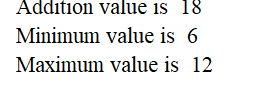 Addition value is 18
Minimum value is 6
Maximum value is 12